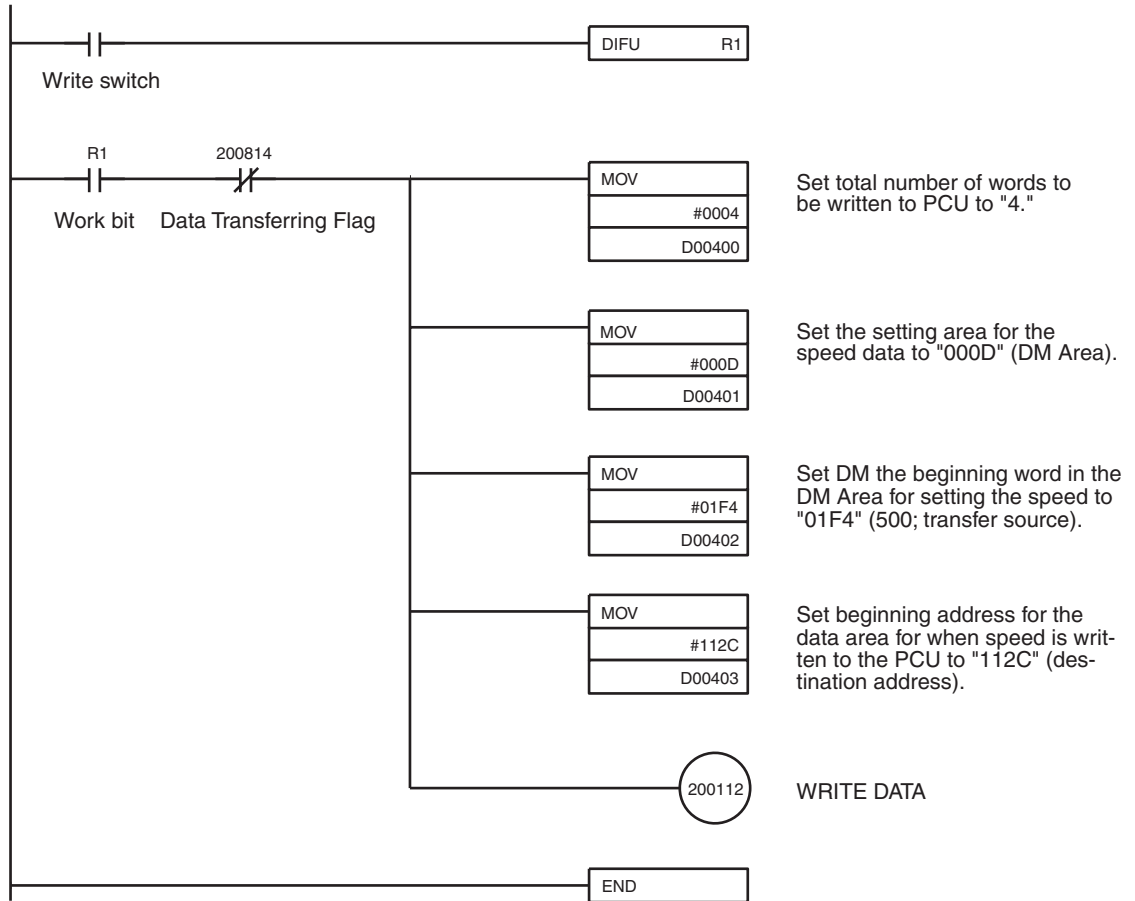 DIFU R1
Write switch
R1 200814
Work bit Data Transferring Flag
MOV
#0004
D00400
Set total number of words to
be written to PCU to "4."
MOV
#000D
D00401
Set the setting area for the
speed data to "000D" (DM Area).
MOV
#01F4
D00402
Set DM the beginning word in the
DM Area for setting the speed to
"01F4" (500; transfer source).
MOV
#112C
D00403
Set beginning address for the
data area for when speed is writ-
ten to the PCU to "112C" (des-
tination address).
200112
WRITE DATA
END